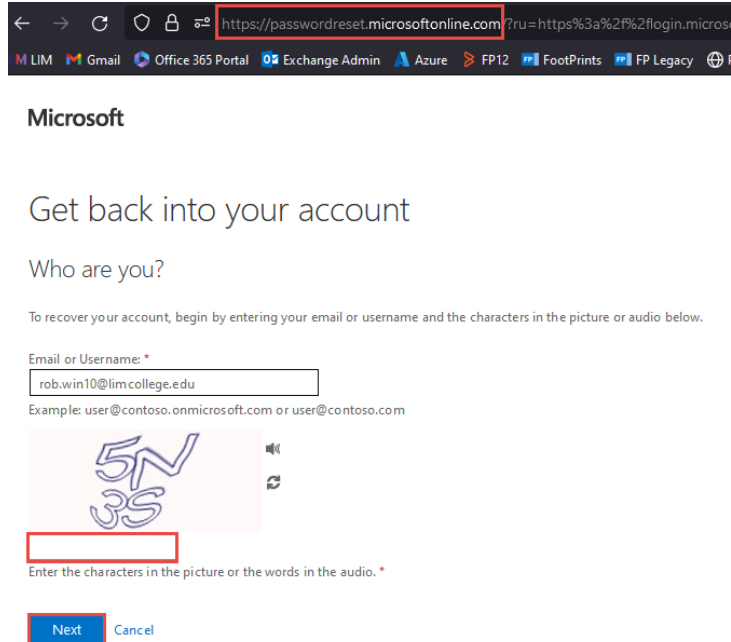 https://passwordreset.microsoftonline.com/?ru=https%3a%2f%2flogin.micros
M LIM Gmail Office 365 Portal Exchange Admin Azure FP12 FootPrints FP Legacy
Microsoft
Get back into your account
Who are you?
To recover your account, begin by entering your email or username and the characters in the picture or audio below.
Email or Username: *
rob.win10@limcollege.edu
Example: user@contoso.onmicrosoft.com or user@contoso.com
5N
3S
Enter the characters in the picture or the words in the audio. *
Next Cancel